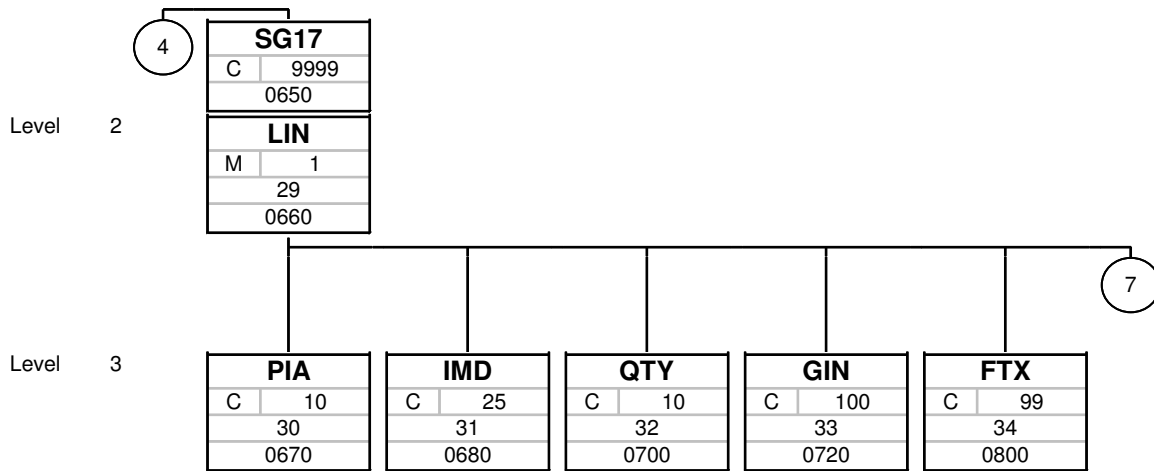 4
SG17
C 9999
0650
Level 2
LIN
M 1
29
0660
7
Level 3
PIA IMD QTY GIN FTX
C 10 C 25 C 10 C 100 C 99
30 31 32 33 34
0670 0680 0700 0720 0800